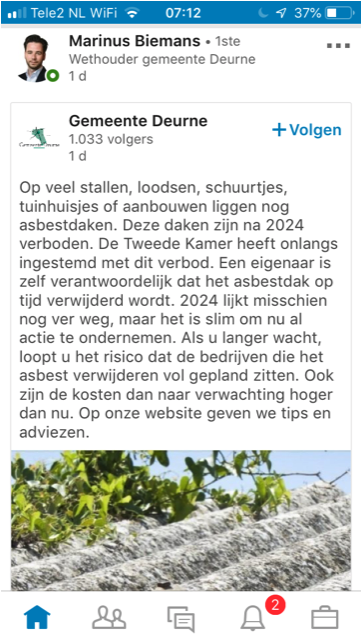 Tele2 NL WiFi 07:12 37%
Marinus Biemans • 1ste
Wethouder gemeente Deurne
1 d
Gemeente Deurne
1.033 volgers
1 d
+Volgen
Op veel stallen, loodsen, schuurtjes,
tuinhuisjes of aanbouwen liggen nog
asbestdaken. Deze daken zijn na 2024
verboden. De Tweede Kamer heeft onlangs
ingestemd met dit verbod. Een eigenaar is
zelf verantwoordelijk dat het asbestdak op
tijd verwijderd wordt. 2024 lijkt misschien
nog ver weg, maar het is slim om nu al
actie te ondernemen. Als u langer wacht,
loopt u het risico dat de bedrijven die het
asbest verwijderen vol gepland zitten. Ook
zijn de kosten dan naar verwachting hoger
dan nu. Op onze website geven we tips en
adviezen.
2